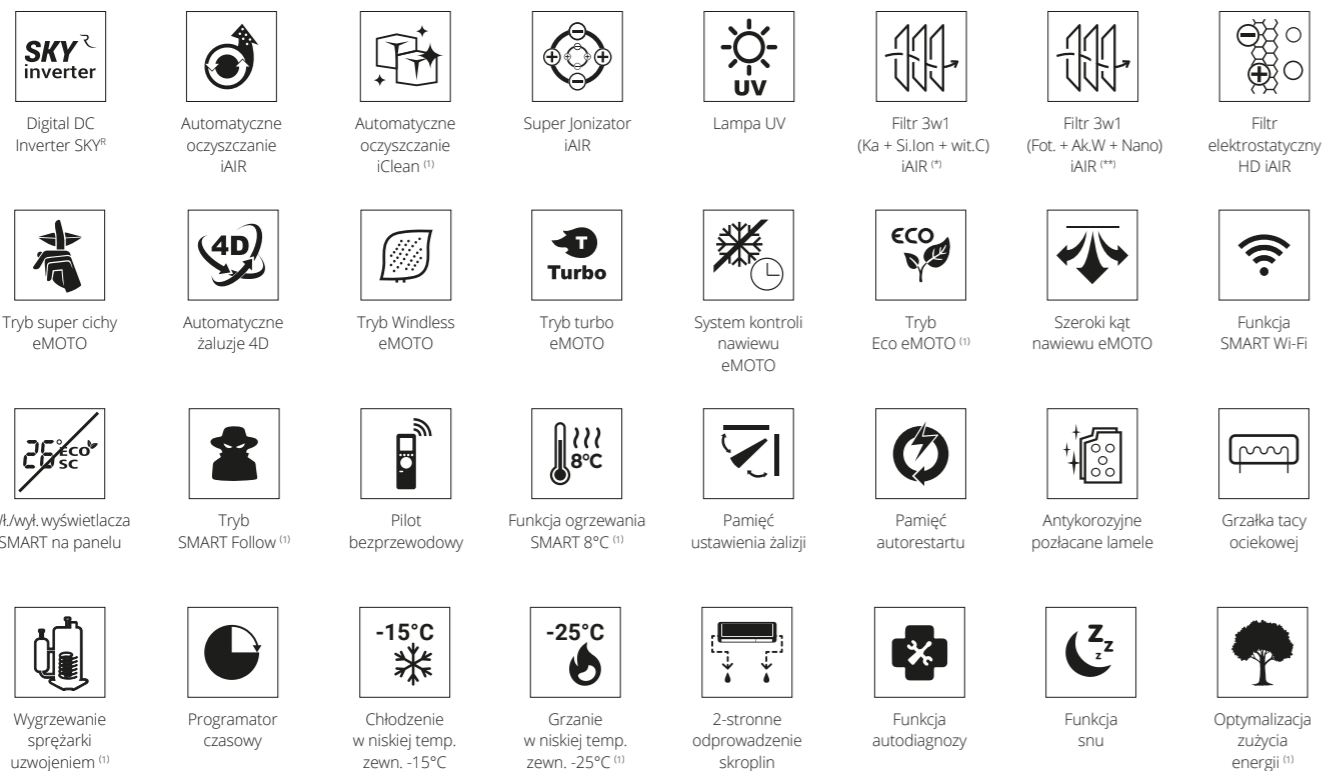 SKY R
inverter
Digital DC
Inverter SKYᴿ
Automatyczne
oczyszczanie
iAIR
Automatyczne
oczyszczanie
iClean (1)
Super Jonizator
iAIR
UV
Lampa UV
Filtr 3w1
(Ka + Si.Ion + wit.C)
iAIR (*)
Filtr 3w1
(Fot. + Ak.W + Nano)
iAIR (**)
Filtr
elektrostatyczny
HD iAIR
Tryb super cichy
eMOTO
4D
Automatyczne
żaluzje 4D
Tryb Windless
eMOTO
T
Turbo
Tryb turbo
eMOTO
System kontroli
nawiewu
eMOTO
ECO
Tryb
Eco eMOTO (1)
Szeroki kąt
nawiewu eMOTO
Funkcja
SMART Wi-Fi
26° ECO
SC
ł./wył. wyświetlacza
SMART na panelu
Tryb
SMART Follow (1)
Pilot
bezprzewodowy
8°C
Funkcja ogrzewania
SMART 8°C (1)
Pamięć
ustawienia żalizji
Pamięć
autorestartu
Antykorozyjne
pozłacane lamele
Grzałka tacy
ociekowej
Wygrzewanie
sprężarki
uzwojeniem (1)
Programator
czasowy
-15°C
Chłodzenie
w niskiej temp.
zewn. -15°C
-25°C
Grzanie
w niskiej temp.
zewn. -25°C (1)
2-stronne
odprowadzenie
skroplin
Funkcja
autodiagnozy
Z z z
Funkcja
snu
Optymalizacja
zużycia
energii (1)